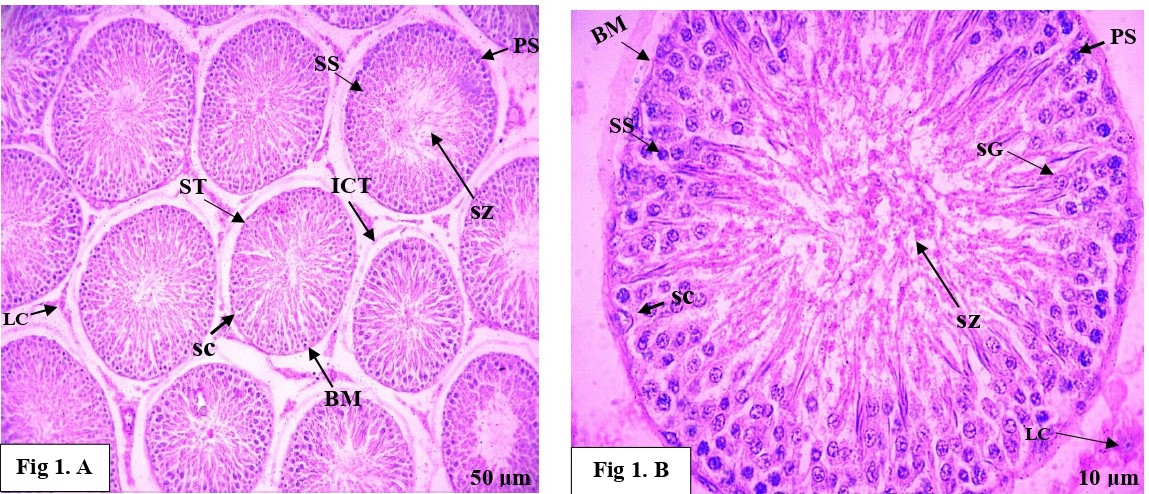 PS
SS
ST
ICT
sz
LC
sc
BM
Fig 1. A
50 µm
BM
PS
SS
sG
sc
sz
LC
Fig 1. B
10 µm